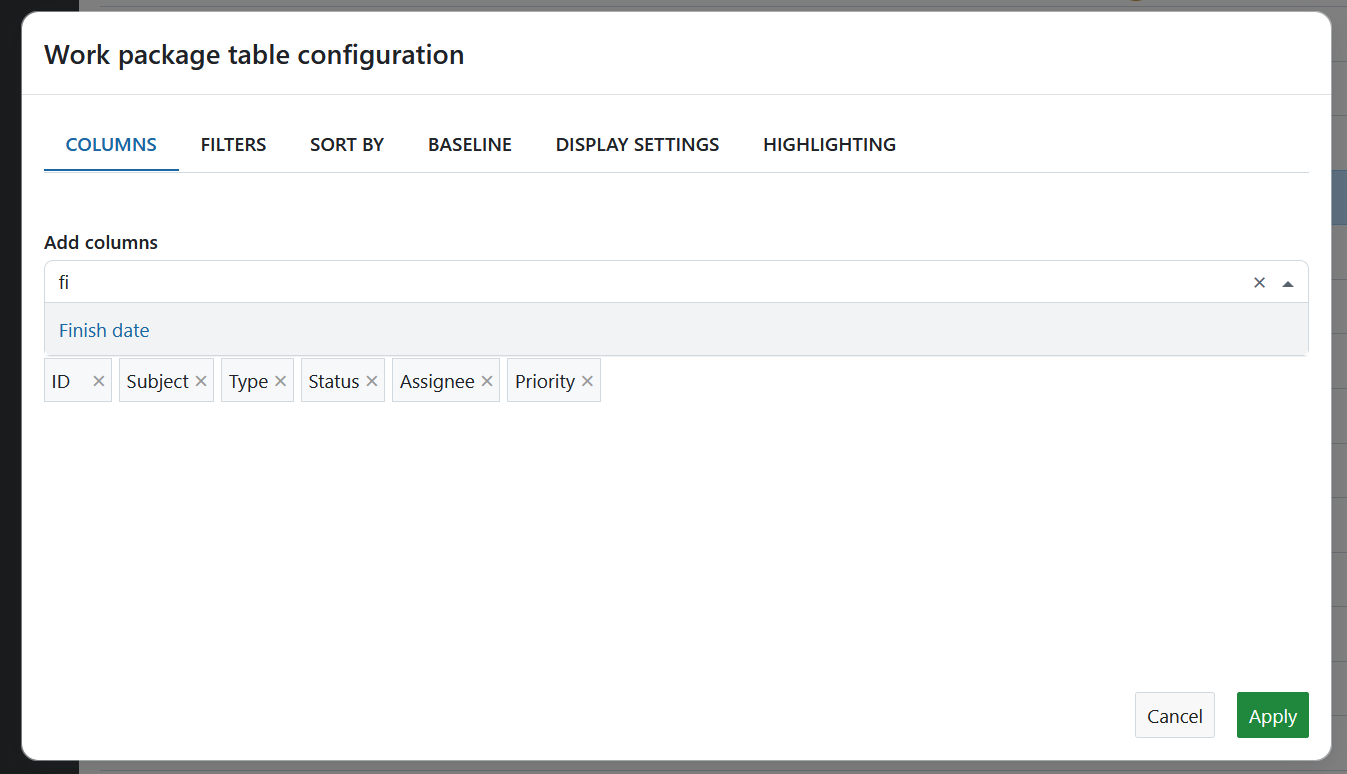 Work package table configuration
COLUMNS FILTERS SORT BY BASELINE DISPLAY SETTINGS HIGHLIGHTING
Add columns
fi
Finish date
ID Subject Type Status Assignee Priority
Cancel Apply